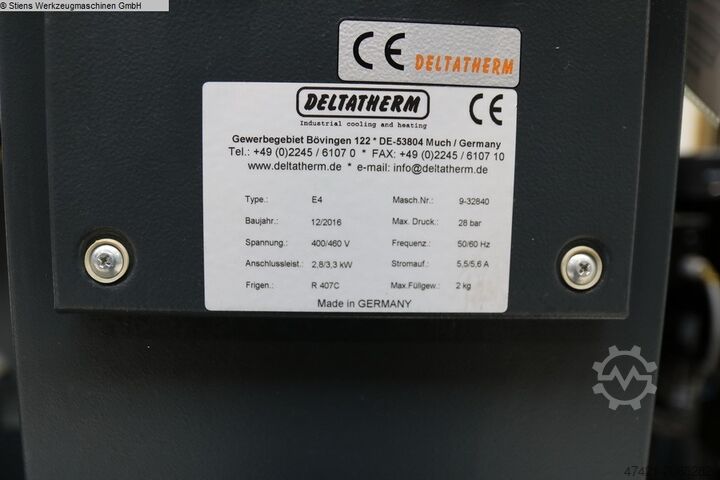 © Stiens Werkzeugmaschinen GmbH
CE DELTATHERM
DELTATHERM CE
Industrial cooling and heating
Gewerbegebiet Bövingen 122 * DE-53804 Much / Germany
Tel.: +49 (0)2245 / 6107 0 * FAX: +49 (0)2245 / 6107 10
www.deltatherm.de * e-mail: info@deltatherm.de
Type.: E4 Masch.Nr.: 9-32840
Baujahr.: 12/2016 Max. Druck.: 28 bar
Spannung.: 400/460 V Frequenz.: 50/60 Hz
Anschlussleist. 2,8/3,3 kW Stromauf.: 5,5/5,6 A
Frigen.: R 407C Max.Füllgew.: 2 kg
Made in GERMANY